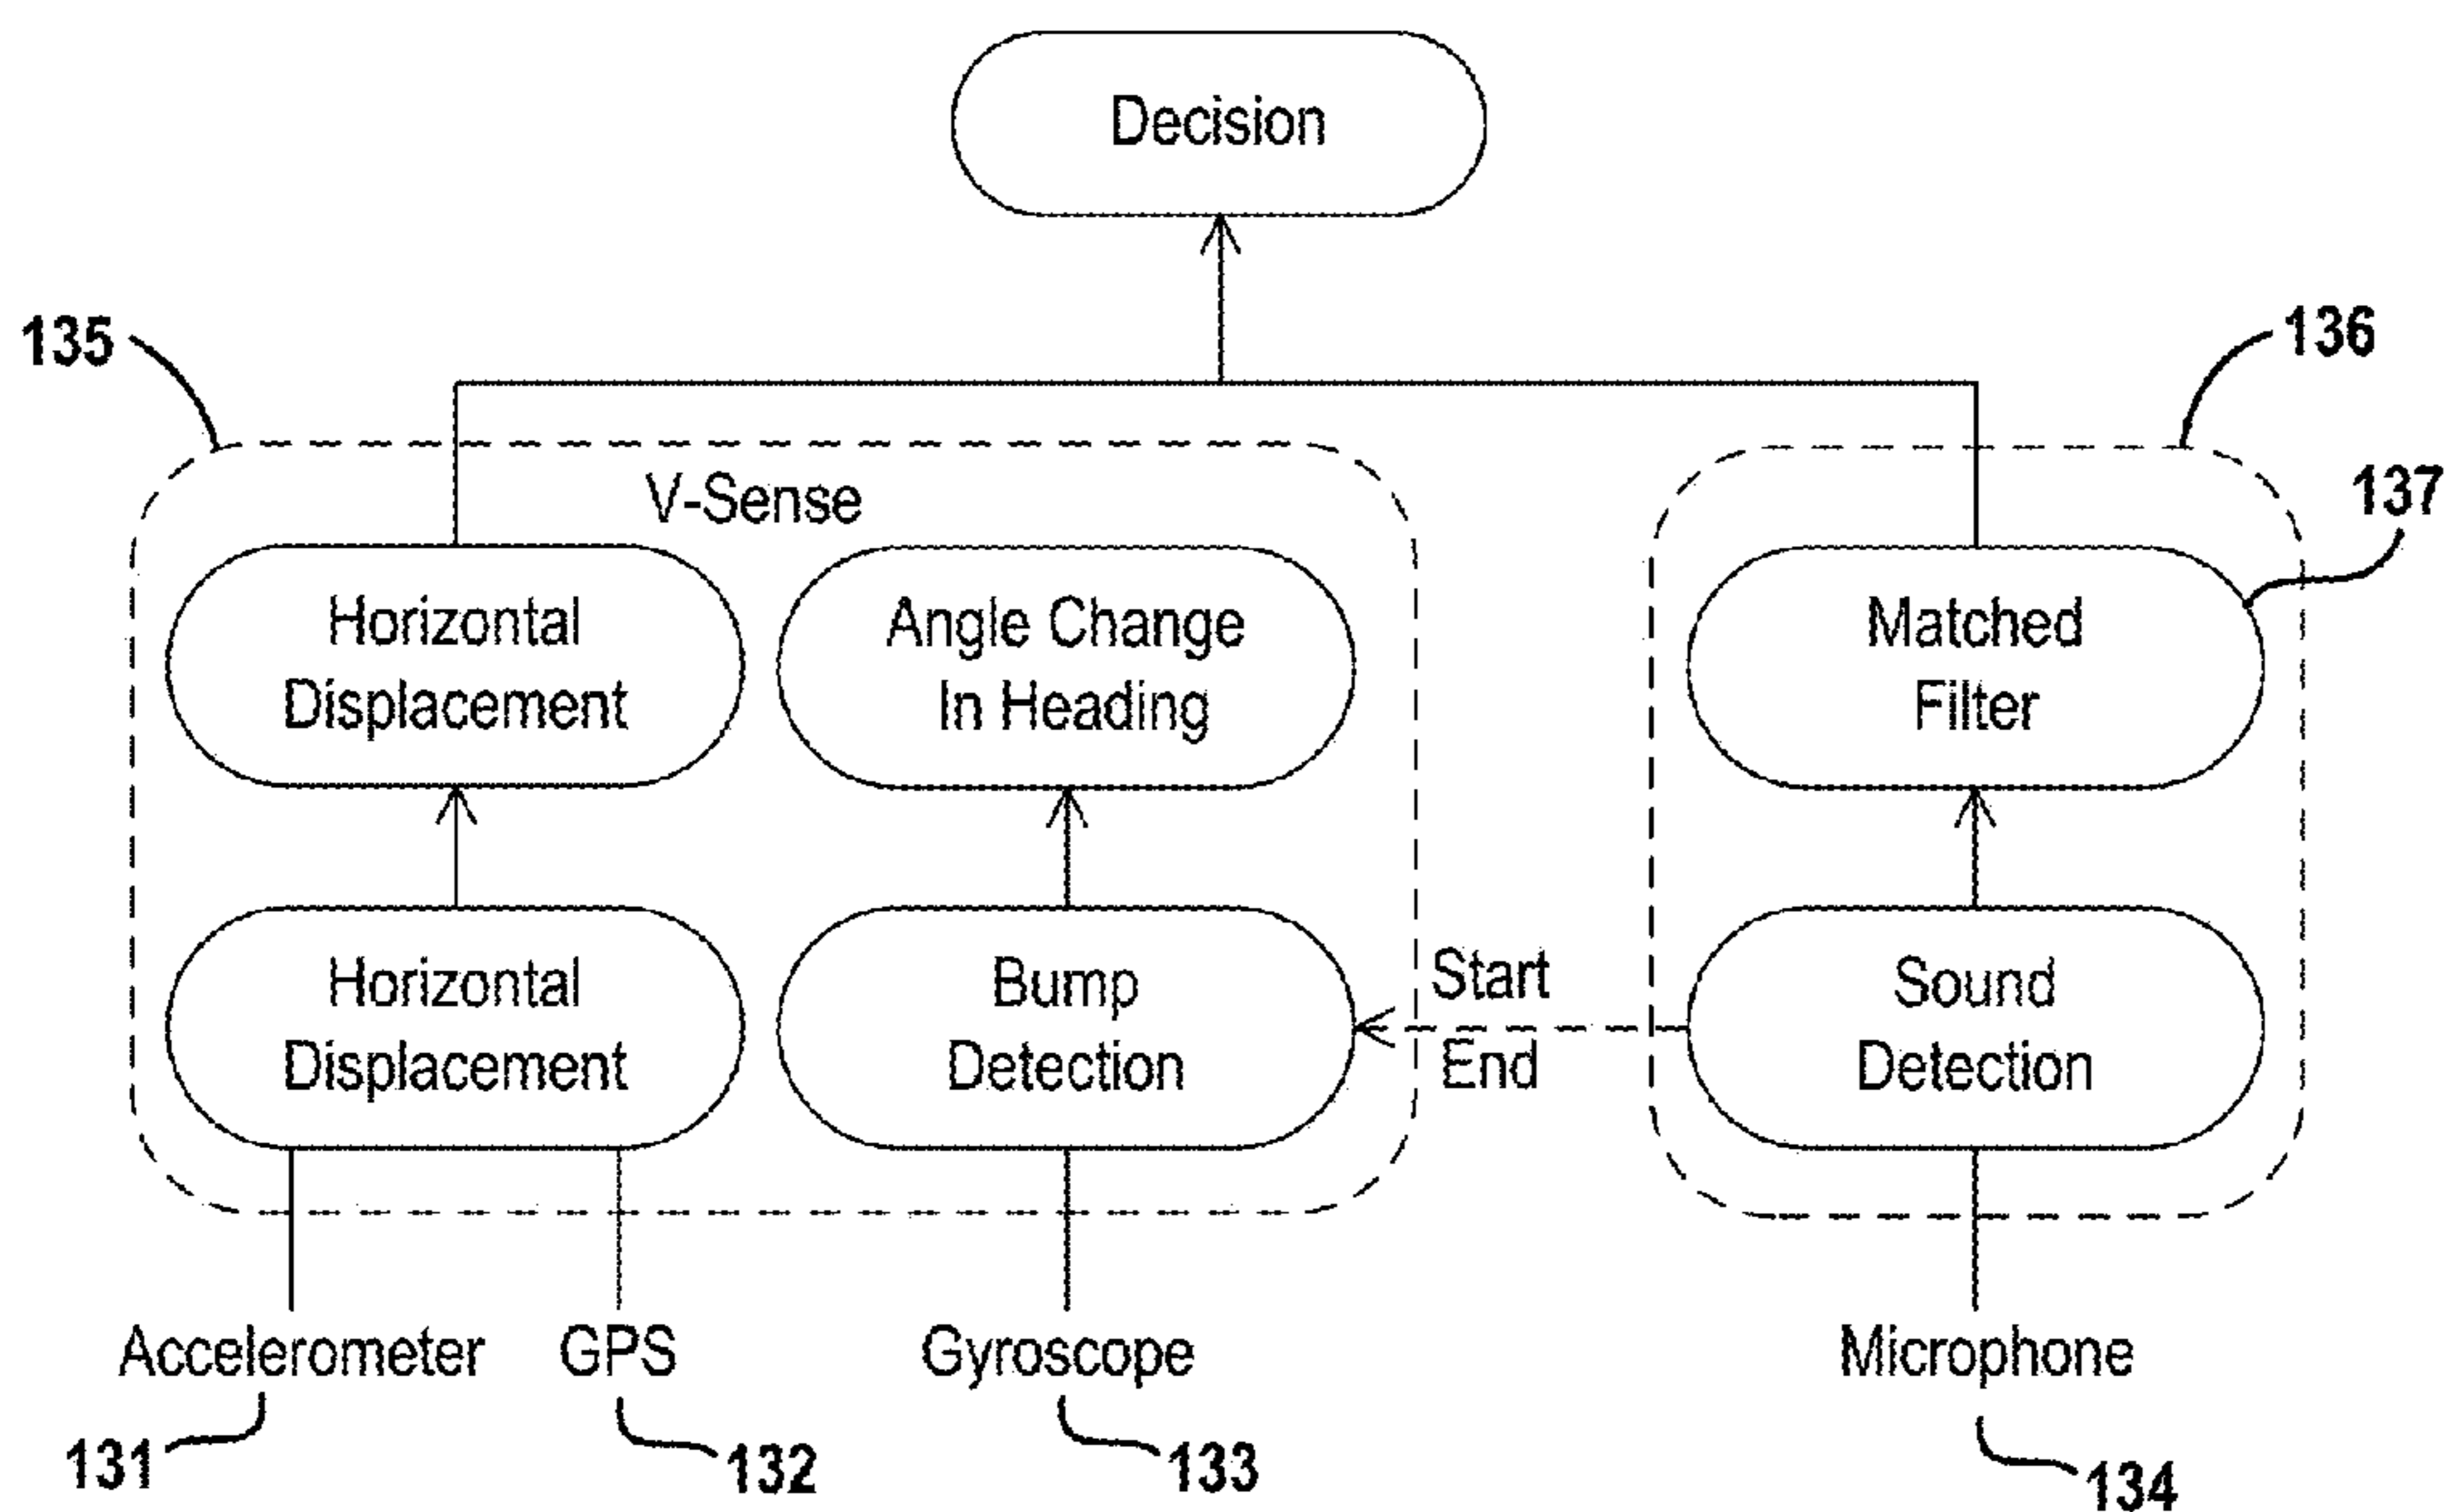 Decision
135
136
V-Sense
137
Horizontal
Displacement
Angle Change
In Heading
Matched
Filter
Horizontal
Displacement
Bump
Detection
Start
End
Sound
Detection
Accelerometer
GPS
Gyroscope
Microphone
131
132
133
134